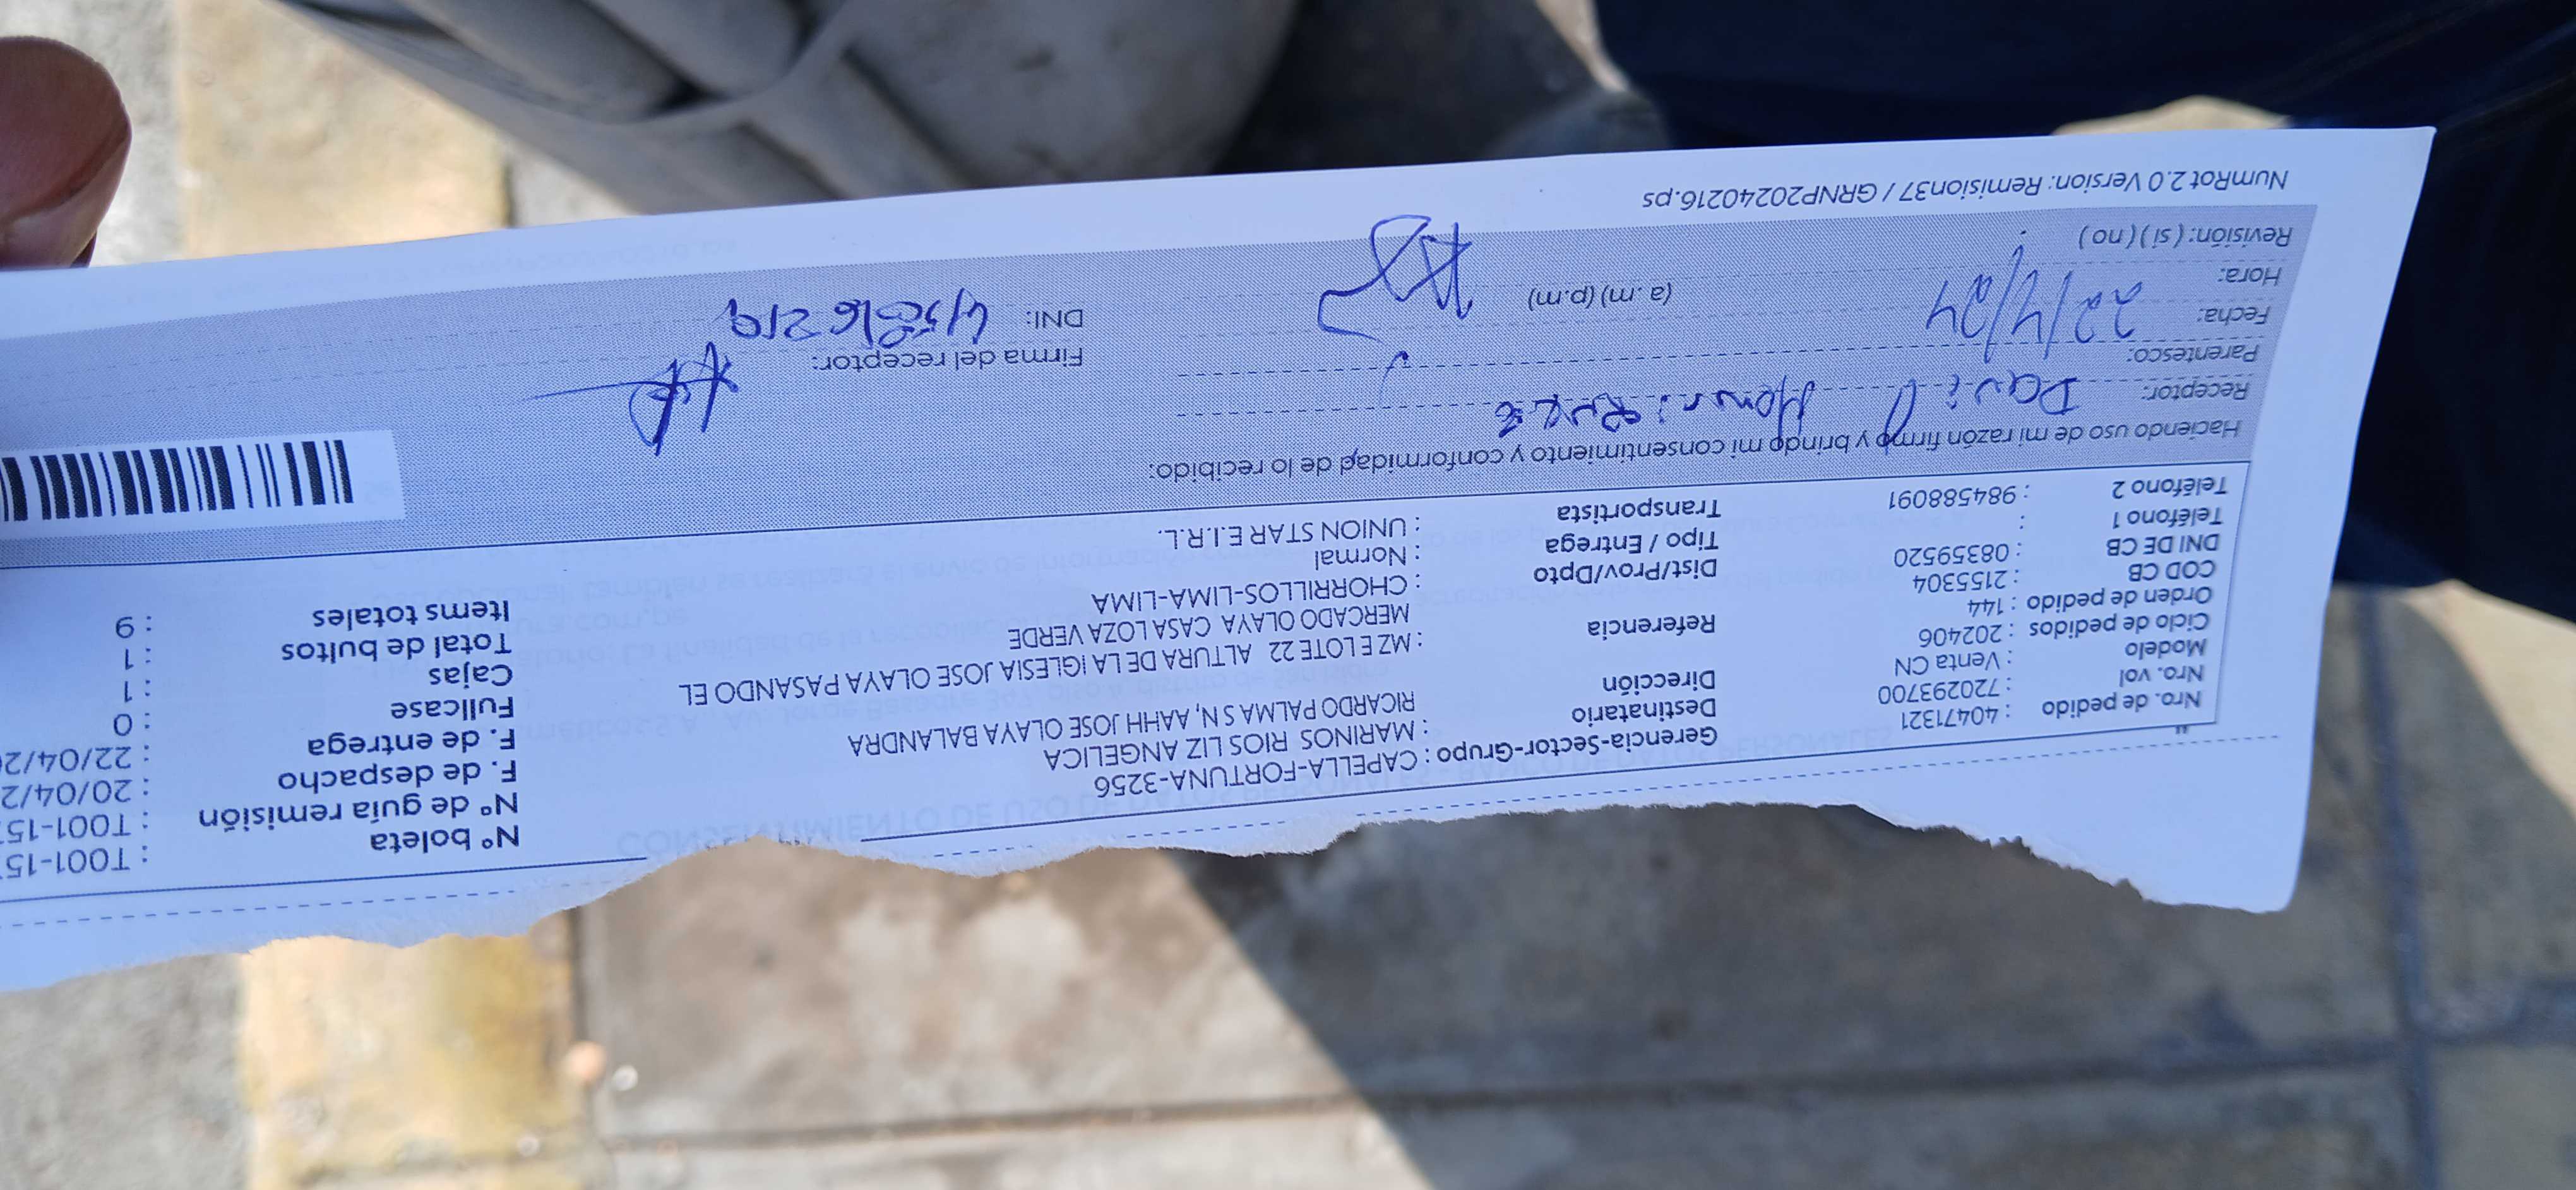 Nro. de pedido : 40471321
Nro. vol : 720293700
Modelo : Venta CN
Ciclo de pedidos : 202406
Orden de pedido : 144
COD CB : 2155304
DNI DE CB : 08359520
Teléfono 1 :
Teléfono 2 : 984588091
Gerencia-Sector-Grupo : CAPELLA-FORTUNA-3256
Destinatario : MARINOS RIOS LIZ ANGELICA
Dirección RICARDO PALMA S N, AAHH JOSE OLAYA BALANDRA
: MZ E LOTE 22 ALTURA DE LA IGLESIA JOSE OLAYA PASANDO EL
Referencia MERCADO OLAYA CASA LOZA VERDE
Dist/Prov/Dpto : CHORRILLOS-LIMA-LIMA
Tipo / Entrega : Normal
Transportista : UNION STAR E.I.R.L.
Nº boleta : T001-15
Nº de guía remisión : T001-15
F. de despacho : 20/04/2
F. de entrega : 22/04/2
Fullcase : 0
Cajas : 1
Total de bultos : 1
Items totales : 9
Haciendo uso de mi razón firmo y brindo mi consentimiento y conformidad de lo recibido.
Receptor: David
Parentesco:
Fecha: 22/4/24
Hora: (a.m) (p.m)
Revisión: ( si ) ( no )
Firma del receptor:
DNI:
NumRot 2.0 Version: Remision37 / GRNP20240216.ps